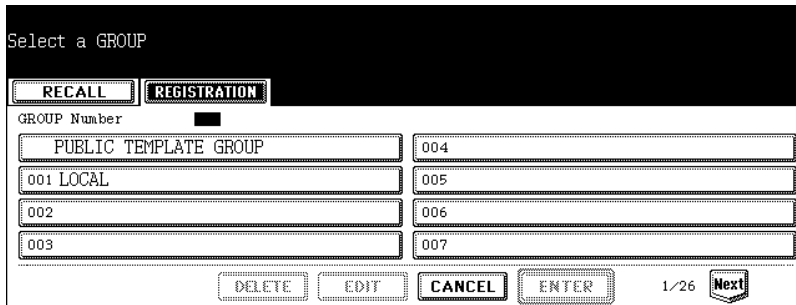 Select a GROUP
RECALL REGISTRATION
GROUP Number
PUBLIC TEMPLATE GROUP 004
001 LOCAL 005
002 006
003 007
DELETE EDIT CANCEL ENTER 1/26 Next